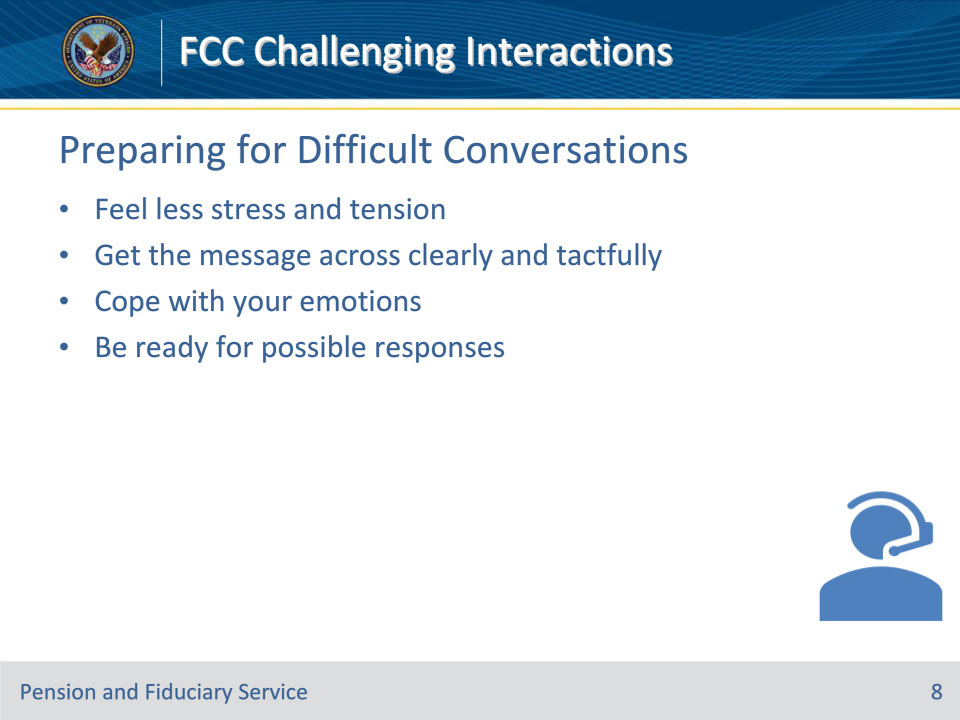 FCC Challenging Interactions
Preparing for Difficult Conversations
• Feel less stress and tension
• Get the message across clearly and tactfully
• Cope with your emotions
• Be ready for possible responses
Pension and Fiduciary Service
8